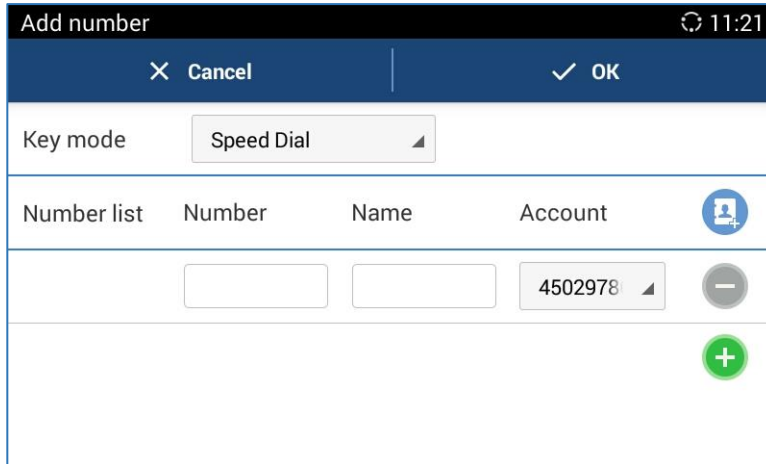 Add number 11:21
Cancel OK
Key mode Speed Dial
Number list Number Name Account
4502978